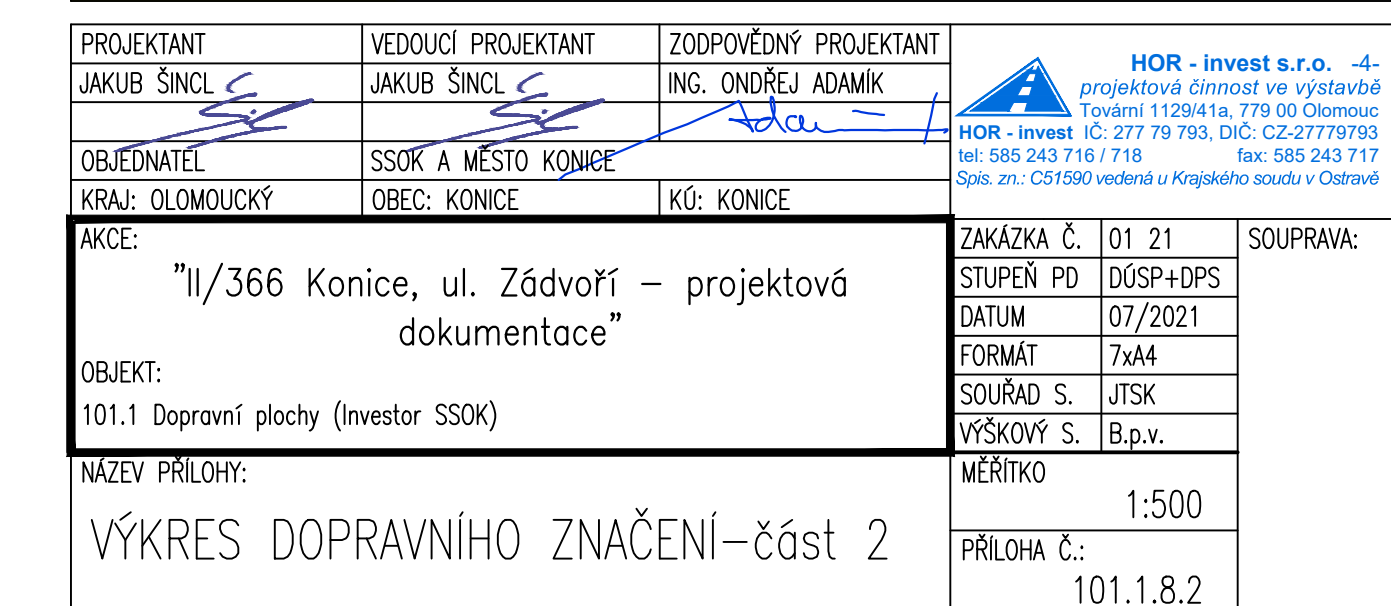 PROJEKTANT VEDOUCÍ PROJEKTANT ZODPOVĚDNÝ PROJEKTANT
JAKUB ŠINCL JAKUB ŠINCL ING. ONDŘEJ ADAMÍK
OBJEDNATEL SSOK A MĚSTO KONICE
KRAJ: OLOMOUCKÝ OBEC: KONICE KÚ: KONICE
HOR - invest s.r.o. -4-
projektová činnost ve výstavbě
Tovární 1129/41a, 779 00 Olomouc
HOR - invest IČ: 277 79 793, DIČ: CZ-27779793
tel: 585 243 716 / 718 fax: 585 243 717
Spis. zn.: C51590 vedená u Krajského soudu v Ostravě
AKCE:
"II/366 Konice, ul. Zádvoří – projektová
dokumentace"
OBJEKT:
101.1 Dopravní plochy (Investor SSOK)
ZAKÁZKA Č. 01 21 SOUPRAVA:
STUPEŇ PD DÚSP+DPS
DATUM 07/2021
FORMÁT 7xA4
SOUŘAD S. JTSK
VÝŠKOVÝ S. B.p.v.
NÁZEV PŘÍLOHY:
VÝKRES DOPRAVNÍHO ZNAČENÍ–část 2
MĚŘÍTKO
1:500
PŘÍLOHA Č.:
101.1.8.2